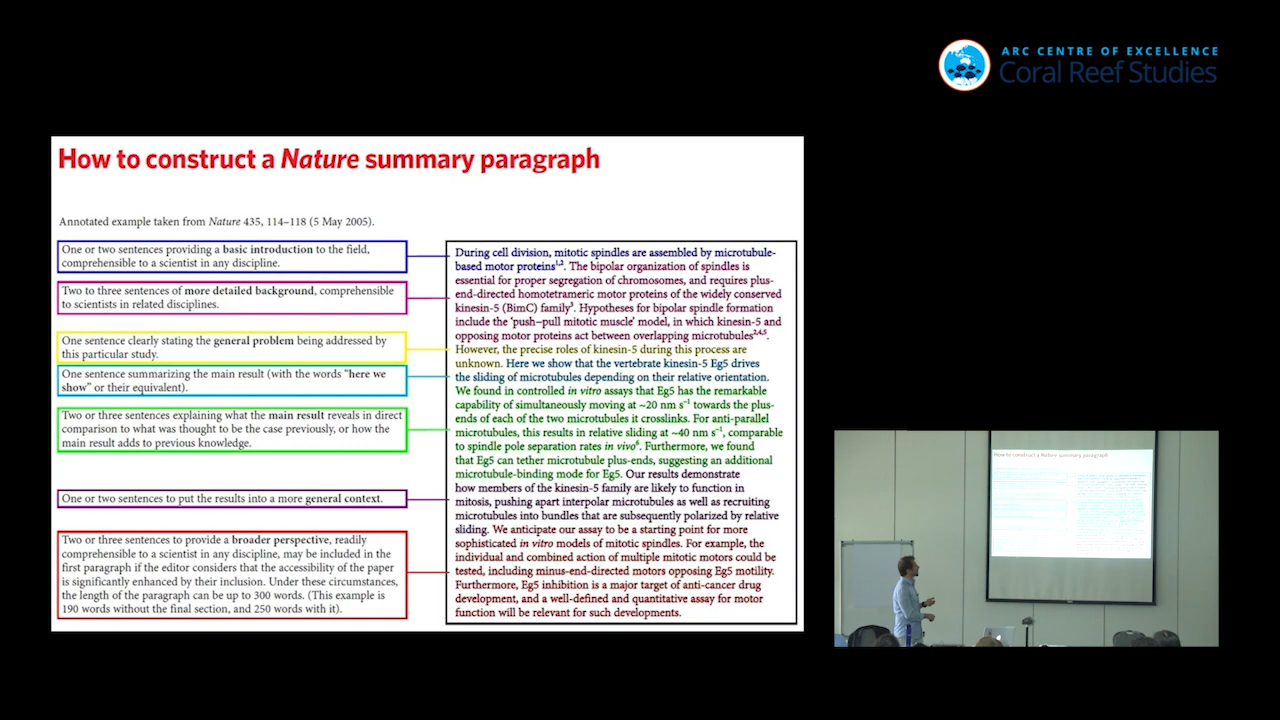 ARC CENTRE OF EXCELLENCE
Coral Reef Studies
How to construct a Nature summary paragraph
Annotated example taken from Nature 435, 114–118 (5 May 2005).
One or two sentences providing a basic introduction to the field,
comprehensible to a scientist in any discipline.
Two to three sentences of more detailed background, comprehensible
to scientists in related disciplines.
One sentence clearly stating the general problem being addressed by
this particular study.
One sentence summarizing the main result (with the words "here we
show" or their equivalent).
Two or three sentences explaining what the main result reveals in direct
comparison to what was thought to be the case previously, or how the
main result adds to previous knowledge.
One or two sentences to put the results into a more general context.
Two or three sentences to provide a broader perspective, readily
comprehensible to a scientist in any discipline, may be included in the
first paragraph if the editor considers that the accessibility of the paper
is significantly enhanced by their inclusion. Under these circumstances,
the length of the paragraph can be up to 300 words. (This example is
190 words without the final section, and 250 words with it).
During cell division, mitotic spindles are assembled by microtubule-
based motor proteins1,2. The bipolar organization of spindles is
essential for proper segregation of chromosomes, and requires plus-
end-directed homotetrameric motor proteins of the widely conserved
kinesin-5 (BimC) family3. Hypotheses for bipolar spindle formation
include the 'push–pull mitotic muscle' model, in which kinesin-5 and
opposing motor proteins act between overlapping microtubules2,4,5.
However, the precise roles of kinesin-5 during this process are
unknown. Here we show that the vertebrate kinesin-5 Eg5 drives
the sliding of microtubules depending on their relative orientation.
We found in controlled in vitro assays that Eg5 has the remarkable
capability of simultaneously moving at ~20 nm s−1 towards the plus-
ends of each of the two microtubules it crosslinks. For anti-parallel
microtubules, this results in relative sliding at ~40 nm s−1, comparable
to spindle pole separation rates in vivo6. Furthermore, we found
that Eg5 can tether microtubule plus-ends, suggesting an additional
microtubule-binding mode for Eg5. Our results demonstrate
how members of the kinesin-5 family are likely to function in
mitosis, pushing apart interpolar microtubules as well as recruiting
microtubules into bundles that are subsequently polarized by relative
sliding. We anticipate our assay to be a starting point for more
sophisticated in vitro models of mitotic spindles. For example, the
individual and combined action of multiple mitotic motors could be
tested, including minus-end-directed motors opposing Eg5 motility.
Furthermore, Eg5 inhibition is a major target of anti-cancer drug
development, and a well-defined and quantitative assay for motor
function will be relevant for such developments.
How to construct a Nature summary paragraph